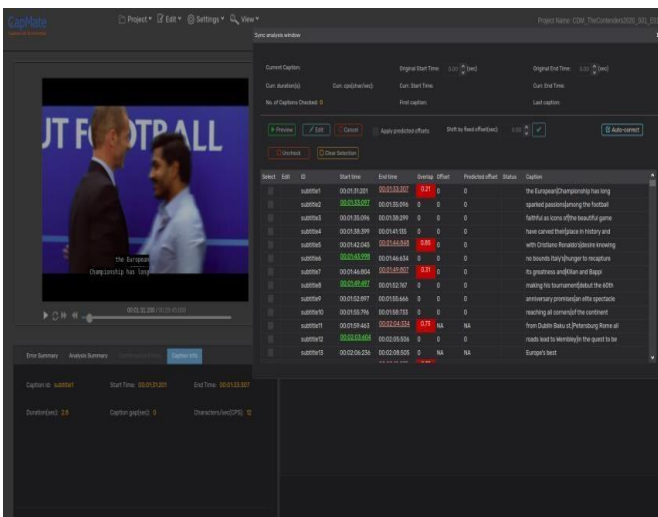 CapMate
Project Edit Settings View
Project Name: CDM_TheContenders2020_S01_E01
Sync analysis window
Current Caption: Original Start Time: 0.00 (sec) Original End Time: 0.00 (sec)
Curr. duration(s): Curr. cps(char/sec): Curr. Start Time: Curr. End Time:
No. of Captions Checked: 0 First caption: Last caption:
Preview Edit Cancel Apply predicted offsets Shift by fixed offset(sec): 0.00 Auto-correct
Uncheck Clear Selection
Select Edit ID Start time End time Overlap Offset Predicted offset Status Caption
subtitle1 00:01:31:201 00:01:33.307 0.21 0 0 the European|Championship has long
subtitle2 00:01:33.097 00:01:35:096 0 0 0 sparked passions|among the football
subtitle3 00:01:35:096 00:01:38:299 0 0 0 faithful as icons of|the beautiful game
subtitle4 00:01:38:399 00:01:41:135 0 0 0 have carved their|place in history and
subtitle5 00:01:42:045 00:01:44:848 0.85 0 0 with Cristiano Ronaldo's|desire knowing
subtitle6 00:01:43.998 00:01:46:634 0 0 0 no bounds Italy's|hunger to recapture
subtitle7 00:01:46:804 00:01:49:807 0.31 0 0 its greatness and|Kilian and Bappi
subtitle8 00:01:49:497 00:01:52:767 0 0 0 making his tournament|debut the 60th
subtitle9 00:01:52:897 00:01:55:666 0 0 0 anniversary promises|an elite spectacle
subtitle10 00:01:55:796 00:01:58:735 0 0 0 reaching all corners|of the continent
subtitle11 00:01:59:463 00:02:04:334 0.73 NA NA from Dublin Baku st.|Petersburg Rome all
subtitle12 00:02:03:604 00:02:05:506 0 0 0 roads lead to Wembley|in the quest to be
subtitle13 00:02:06:236 00:02:08:505 0 NA NA Europe's best
UT FOOTBALL
the European
Championship has long
Error Summary Analysis Summary Caption Info
Caption Id: subtitle1 Start Time: 00:01:31:201 End Time: 00:01:33:307
Duration(sec): 2.9 Caption gap(sec): 0 Characters/sec(CPS): 12